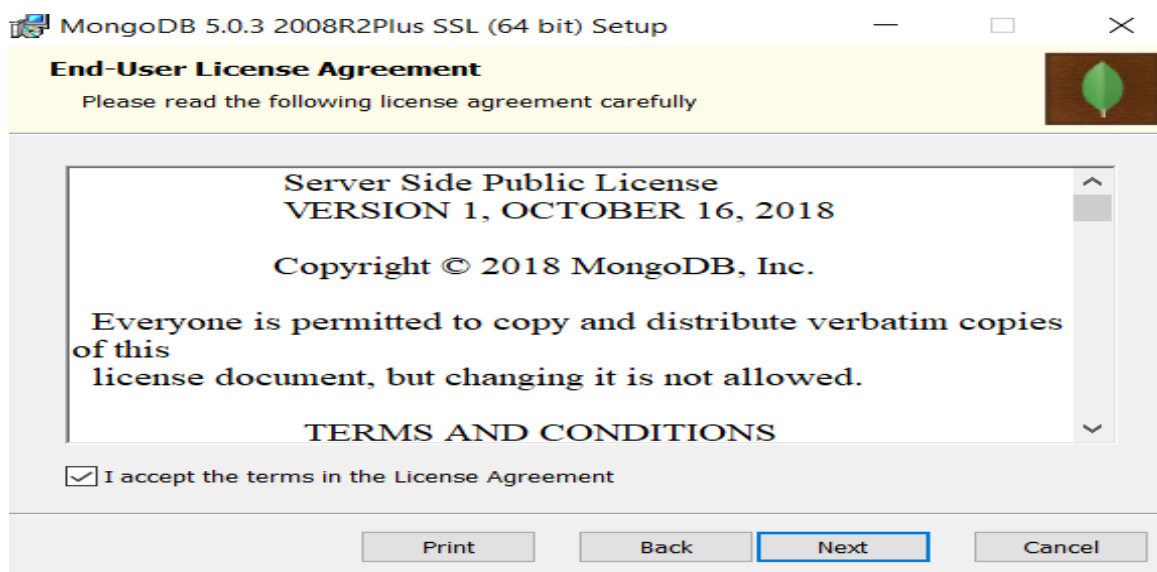 MongoDB 5.0.3 2008R2Plus SSL (64 bit) Setup
End-User License Agreement
Please read the following license agreement carefully
Server Side Public License
VERSION 1, OCTOBER 16, 2018
Copyright © 2018 MongoDB, Inc.
Everyone is permitted to copy and distribute verbatim copies
of this
license document, but changing it is not allowed.
TERMS AND CONDITIONS
I accept the terms in the License Agreement
Print Back Next Cancel